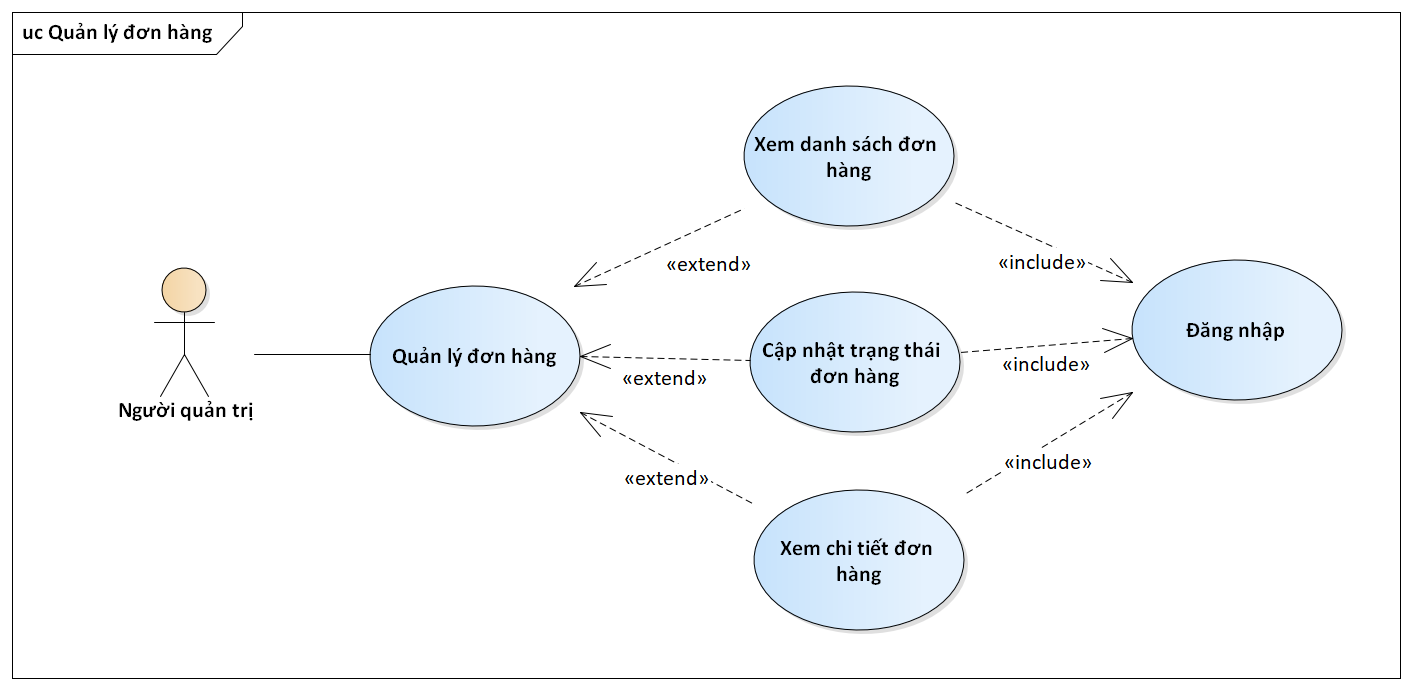 uc Quản lý đơn hàng
Xem danh sách đơn
hàng
«extend»
«include»
Đăng nhập
Quản lý đơn hàng
Cập nhật trạng thái
đơn hàng
«extend»
«include»
Người quản trị
«extend»
«include»
Xem chi tiết đơn
hàng